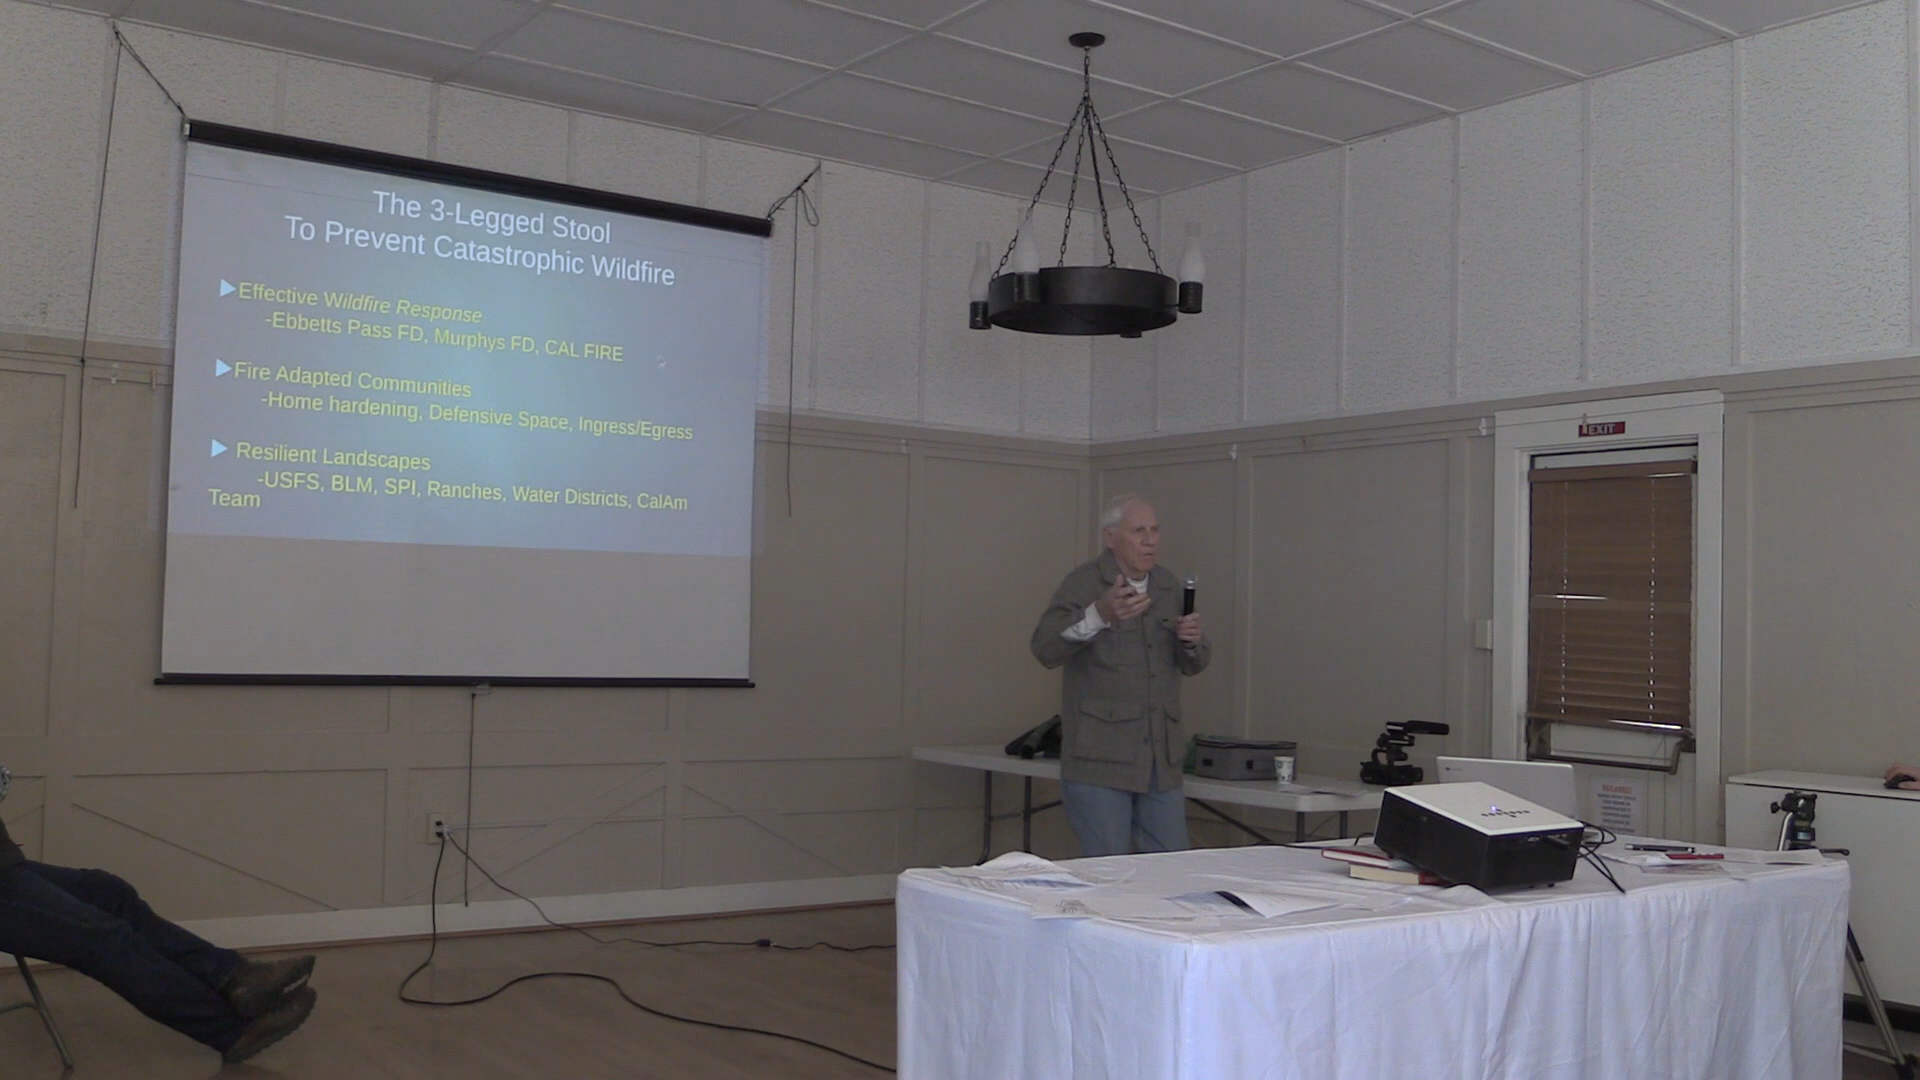 The 3-Legged Stool
To Prevent Catastrophic Wildfire
Effective Wildfire Response
-Ebbetts Pass FD, Murphys FD, CAL FIRE
Fire Adapted Communities
-Home hardening, Defensive Space, Ingress/Egress
Resilient Landscapes
-USFS, BLM, SPI, Ranches, Water Districts, CalAm
Team
EXIT